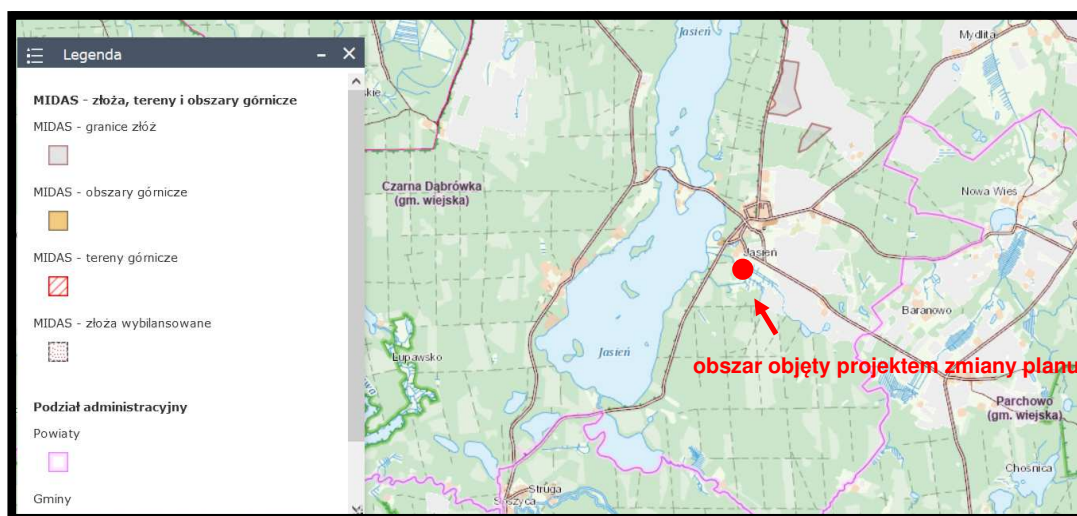 Legenda
MIDAS - złoża, tereny i obszary górnicze
MIDAS - granice złóż
MIDAS - obszary górnicze
MIDAS - tereny górnicze
MIDAS - złoża wybilansowane
Podział administracyjny
Powiaty
Gminy
Jasień
Mydlita
skie
Czarna Dąbrówka
(gm. wiejska)
Nowa Wieś
Jasień
Baranowo
Jasień
Łupawsko
obszar objęty projektem zmiany planu
Parchowo
(gm. wiejska)
Chośnica
Struga